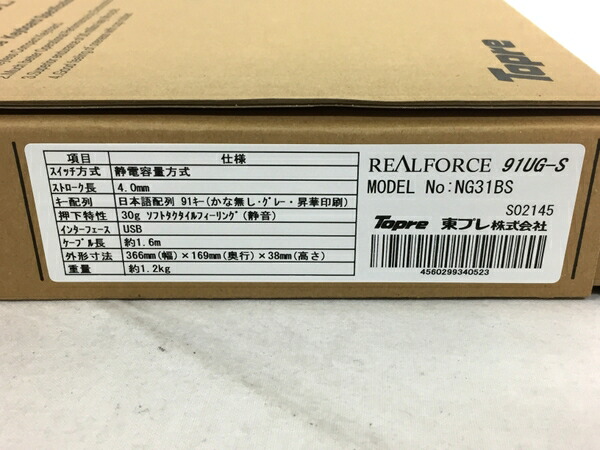 Topre
項目 仕様
スイッチ方式 静電容量方式
ストローク長 4.0mm
キー配列 日本語配列 91キー(かな無し・グレー・昇華印刷)
押下特性 30g ソフトタクタイルフィーリング(静音)
インターフェース USB
ケーブル長 約1.6m
外形寸法 366mm(幅)×169mm(奥行)×38mm(高さ)
重量 約1.2kg
REALFORCE 91UG-S
MODEL No:NG31BS
S02145
Topre 東プレ株式会社
4560299340523